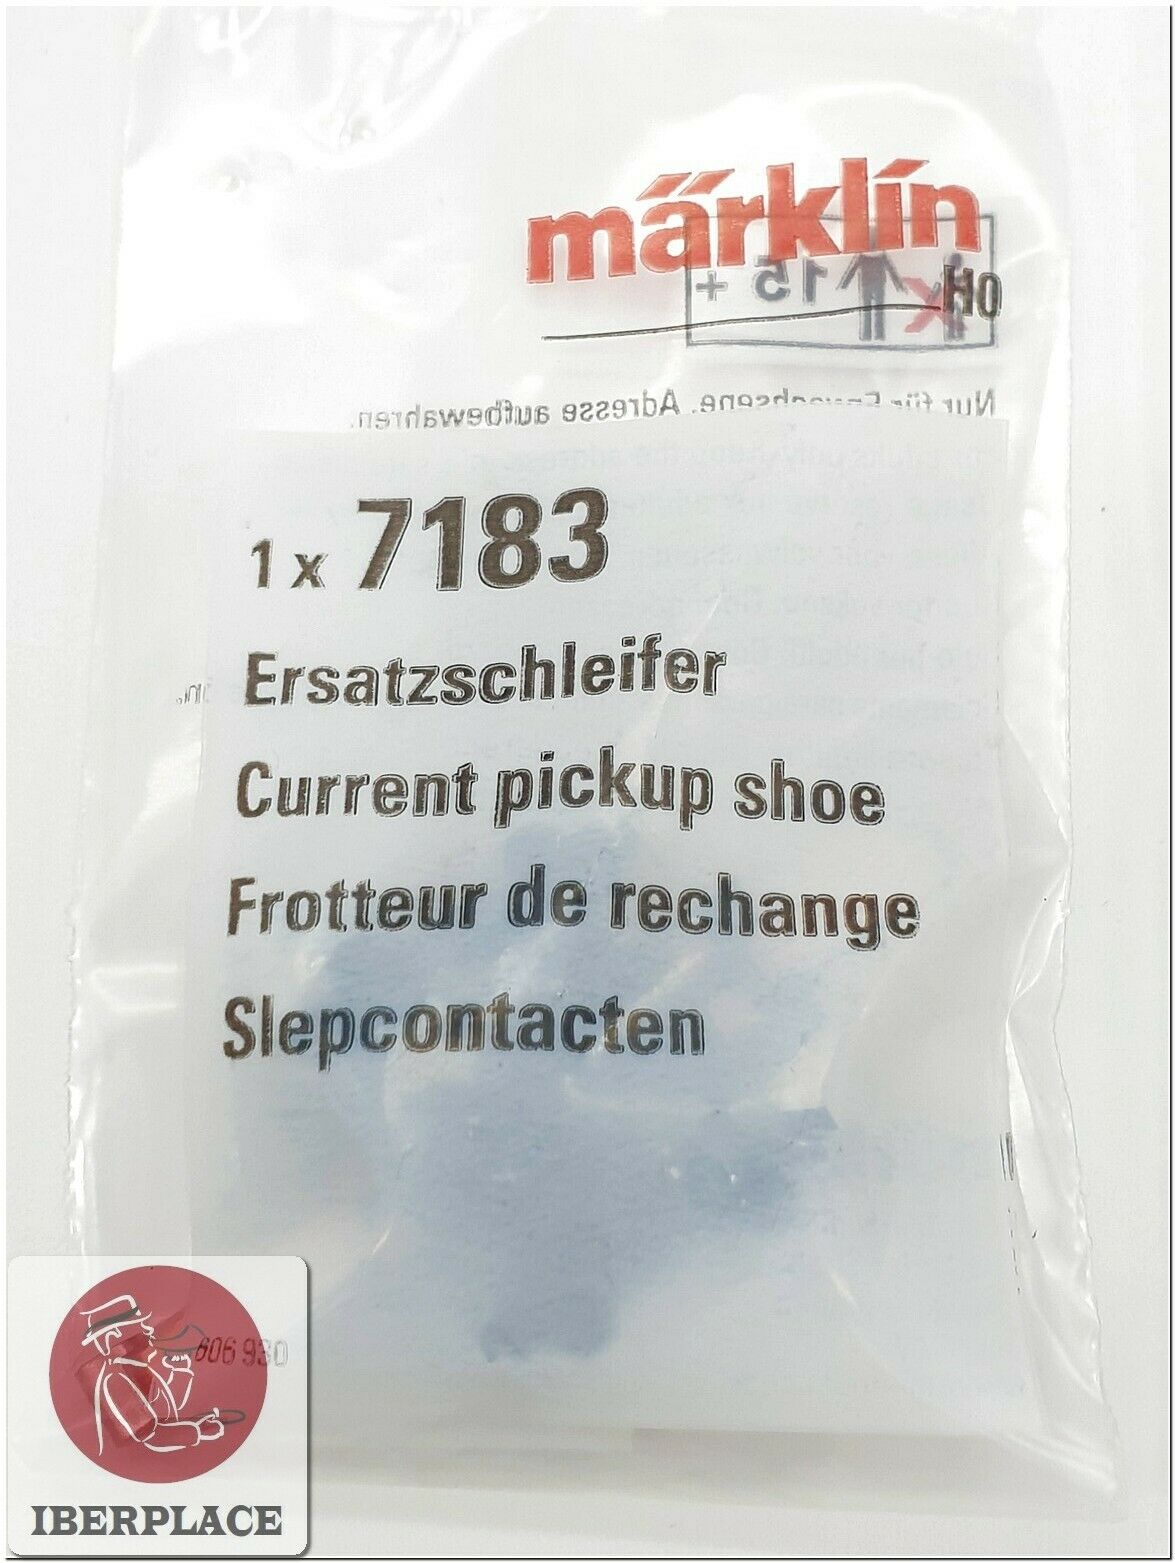 märklin
15 +
H0
Nur für Erwachsene. Adresse aufbewahren.
1 x 7183
Ersatzschleifer
Current pickup shoe
Frotteur de rechange
Slepcontacten
606 930
IBERPLACE